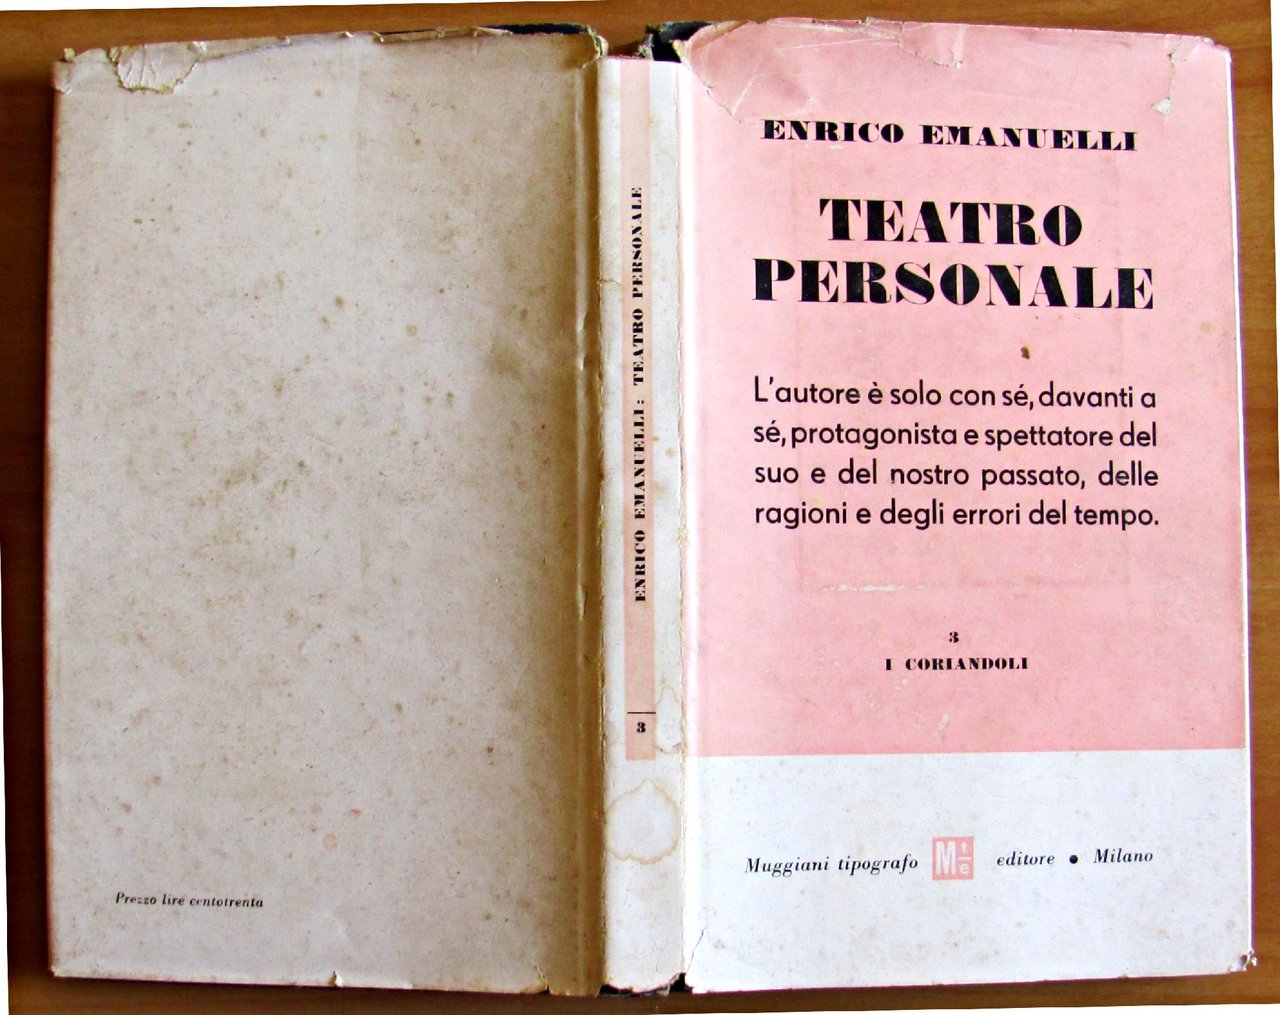 Prezzo lire centotrenta
ENRICO EMANUELLI: TEATRO PERSONALE
3
ENRICO EMANUELLI
TEATRO
PERSONALE
L'autore è solo con sé, davanti a
sé, protagonista e spettatore del
suo e del nostro passato, delle
ragioni e degli errori del tempo.
3
I CORIANDOLI
Muggiani tipografo Mt/e editore • Milano